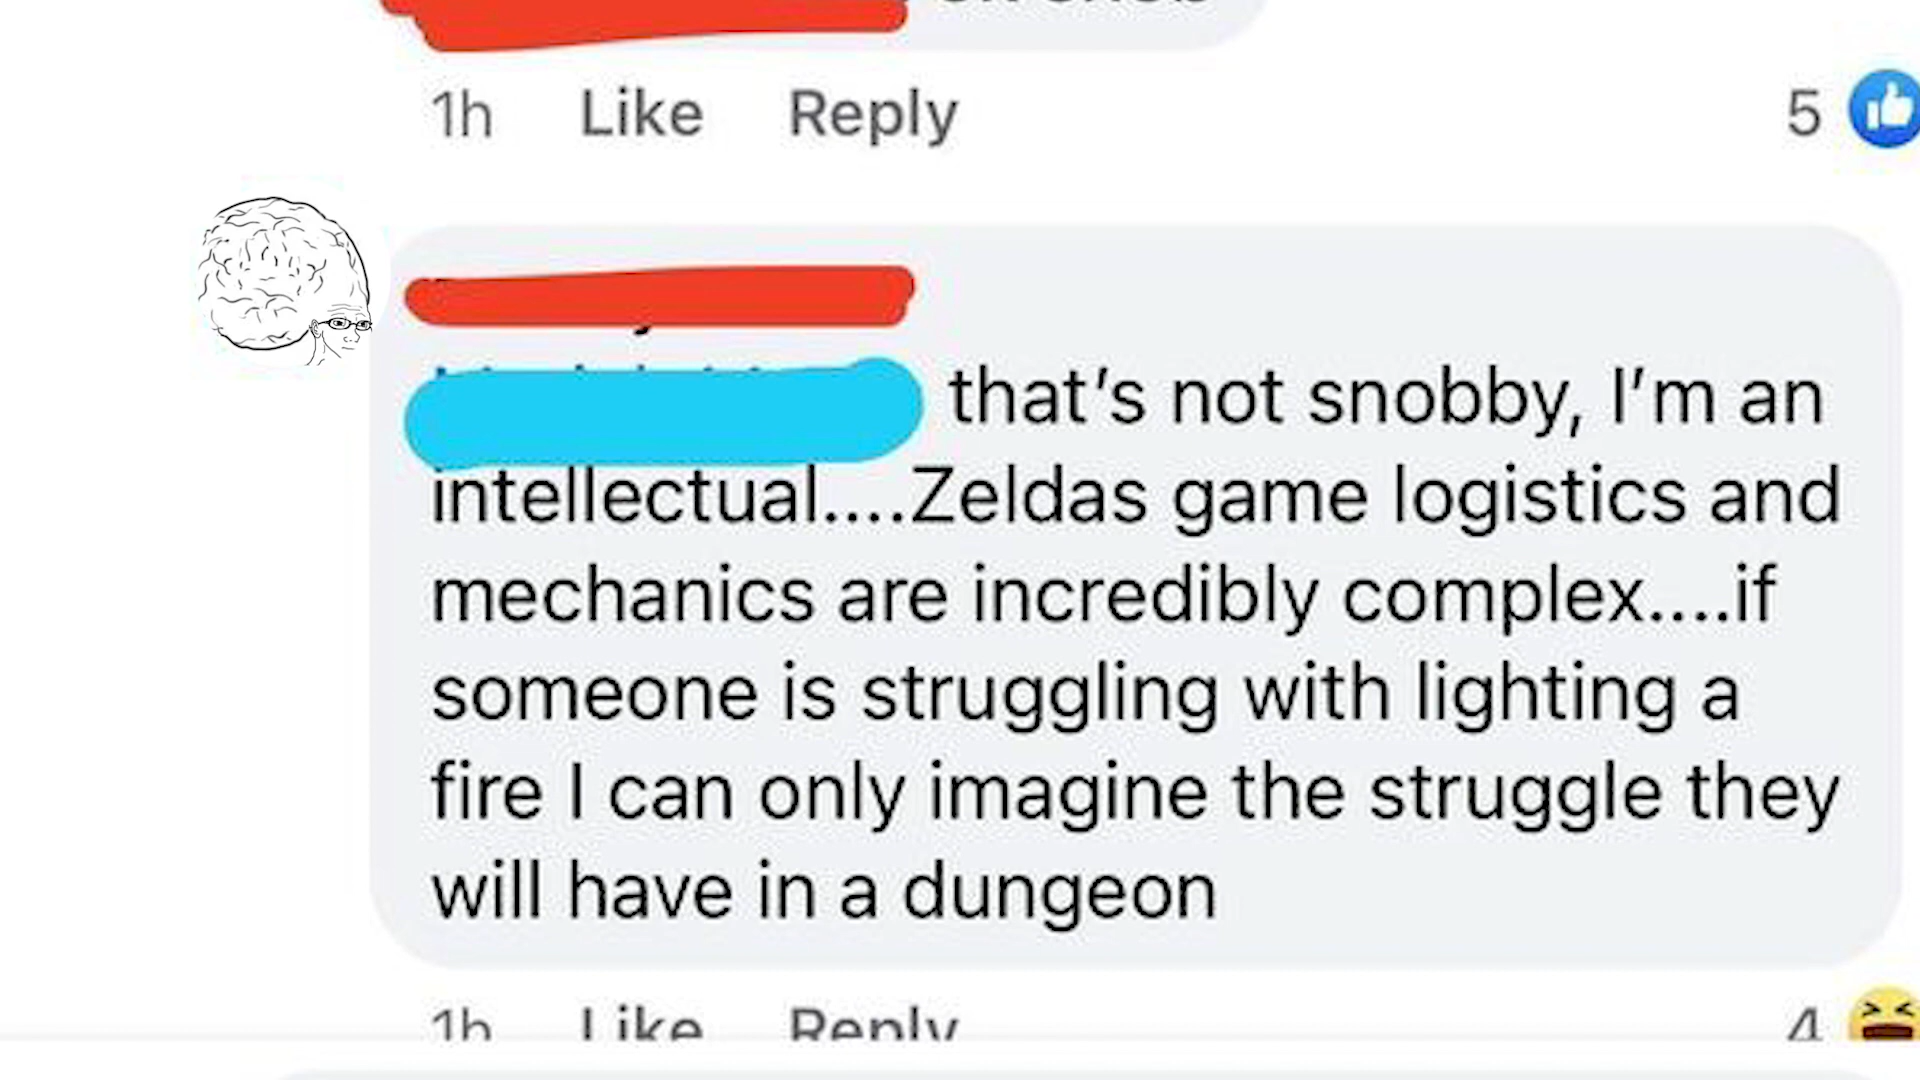 1h Like Reply 5
that's not snobby, I'm an
intellectual....Zeldas game logistics and
mechanics are incredibly complex....if
someone is struggling with lighting a
fire I can only imagine the struggle they
will have in a dungeon
1h Like Reply 4